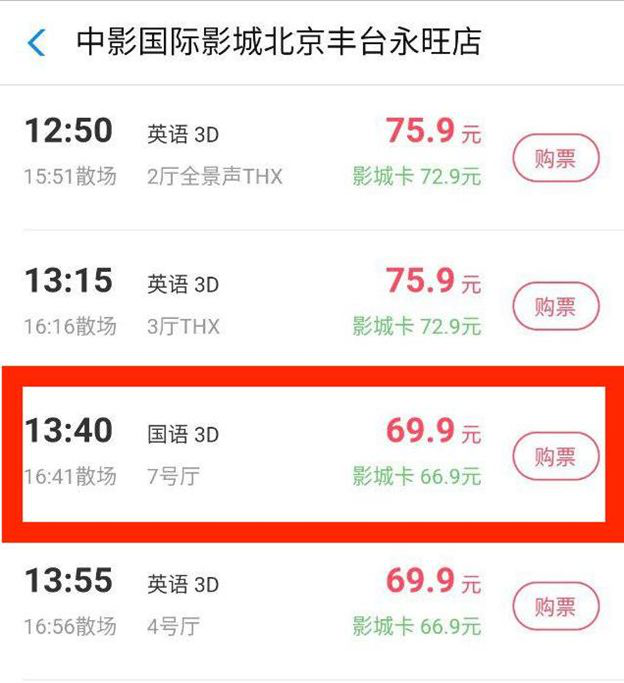 中影国际影城北京丰台永旺店
12:50 英语 3D 75.9 元 购票
15:51散场 2厅全景声THX 影城卡 72.9元
13:15 英语 3D 75.9 元 购票
16:16散场 3厅THX 影城卡 72.9元
13:40 国语 3D 69.9 元 购票
16:41散场 7号厅 影城卡 66.9元
13:55 英语 3D 69.9 元 购票
16:56散场 4号厅 影城卡 66.9元